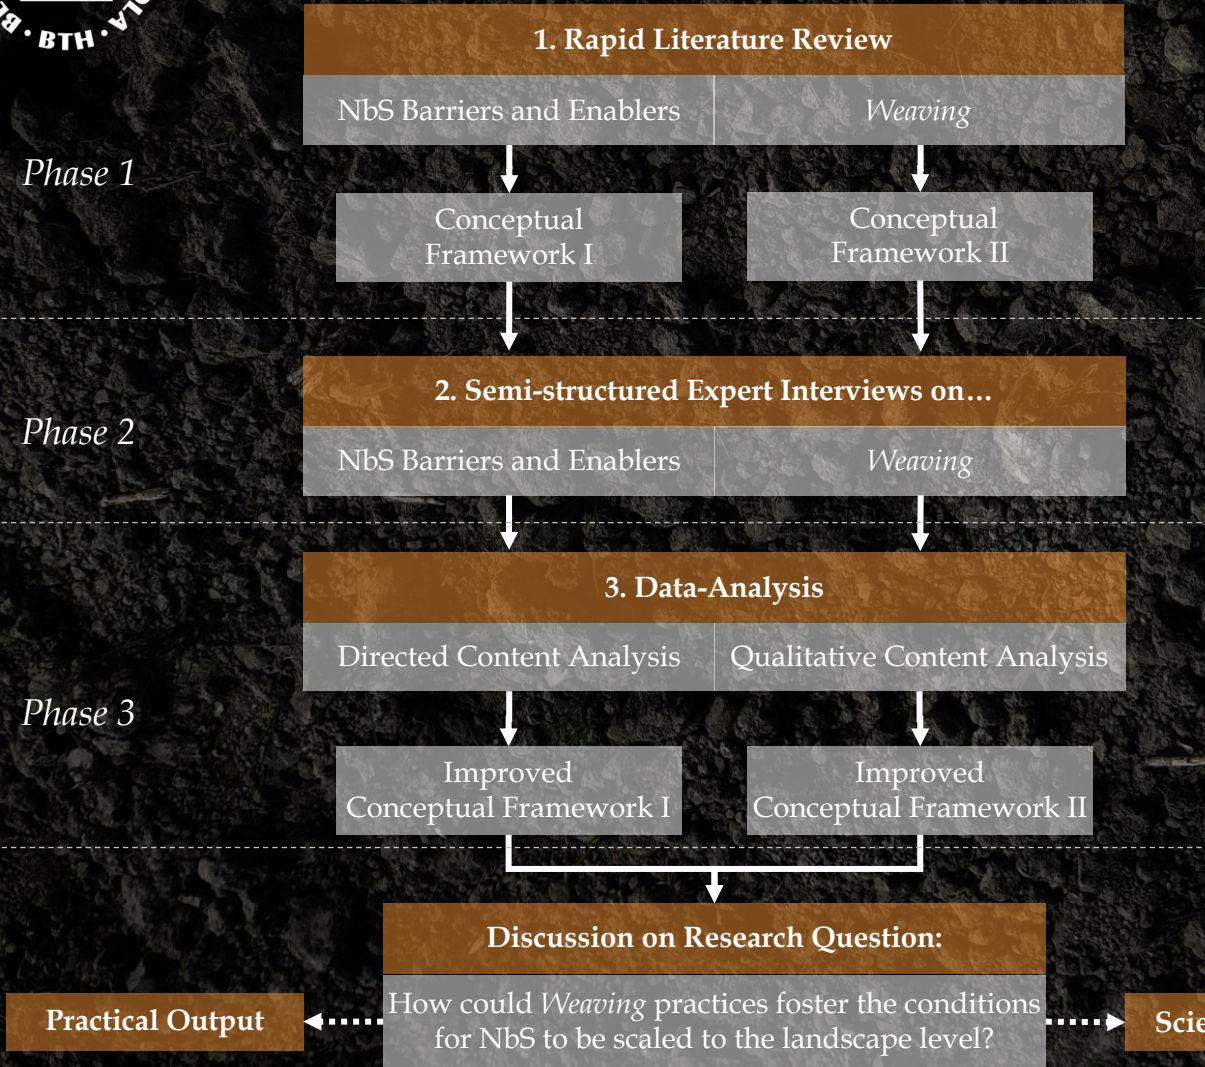 BTH
1. Rapid Literature Review
NbS Barriers and Enablers
Weaving
Phase 1
Conceptual
Framework I
Conceptual
Framework II
2. Semi-structured Expert Interviews on…
Phase 2
NbS Barriers and Enablers
Weaving
3. Data-Analysis
Directed Content Analysis
Qualitative Content Analysis
Phase 3
Improved
Conceptual Framework I
Improved
Conceptual Framework II
Discussion on Research Question:
How could Weaving practices foster the conditions
for NbS to be scaled to the landscape level?
Practical Output